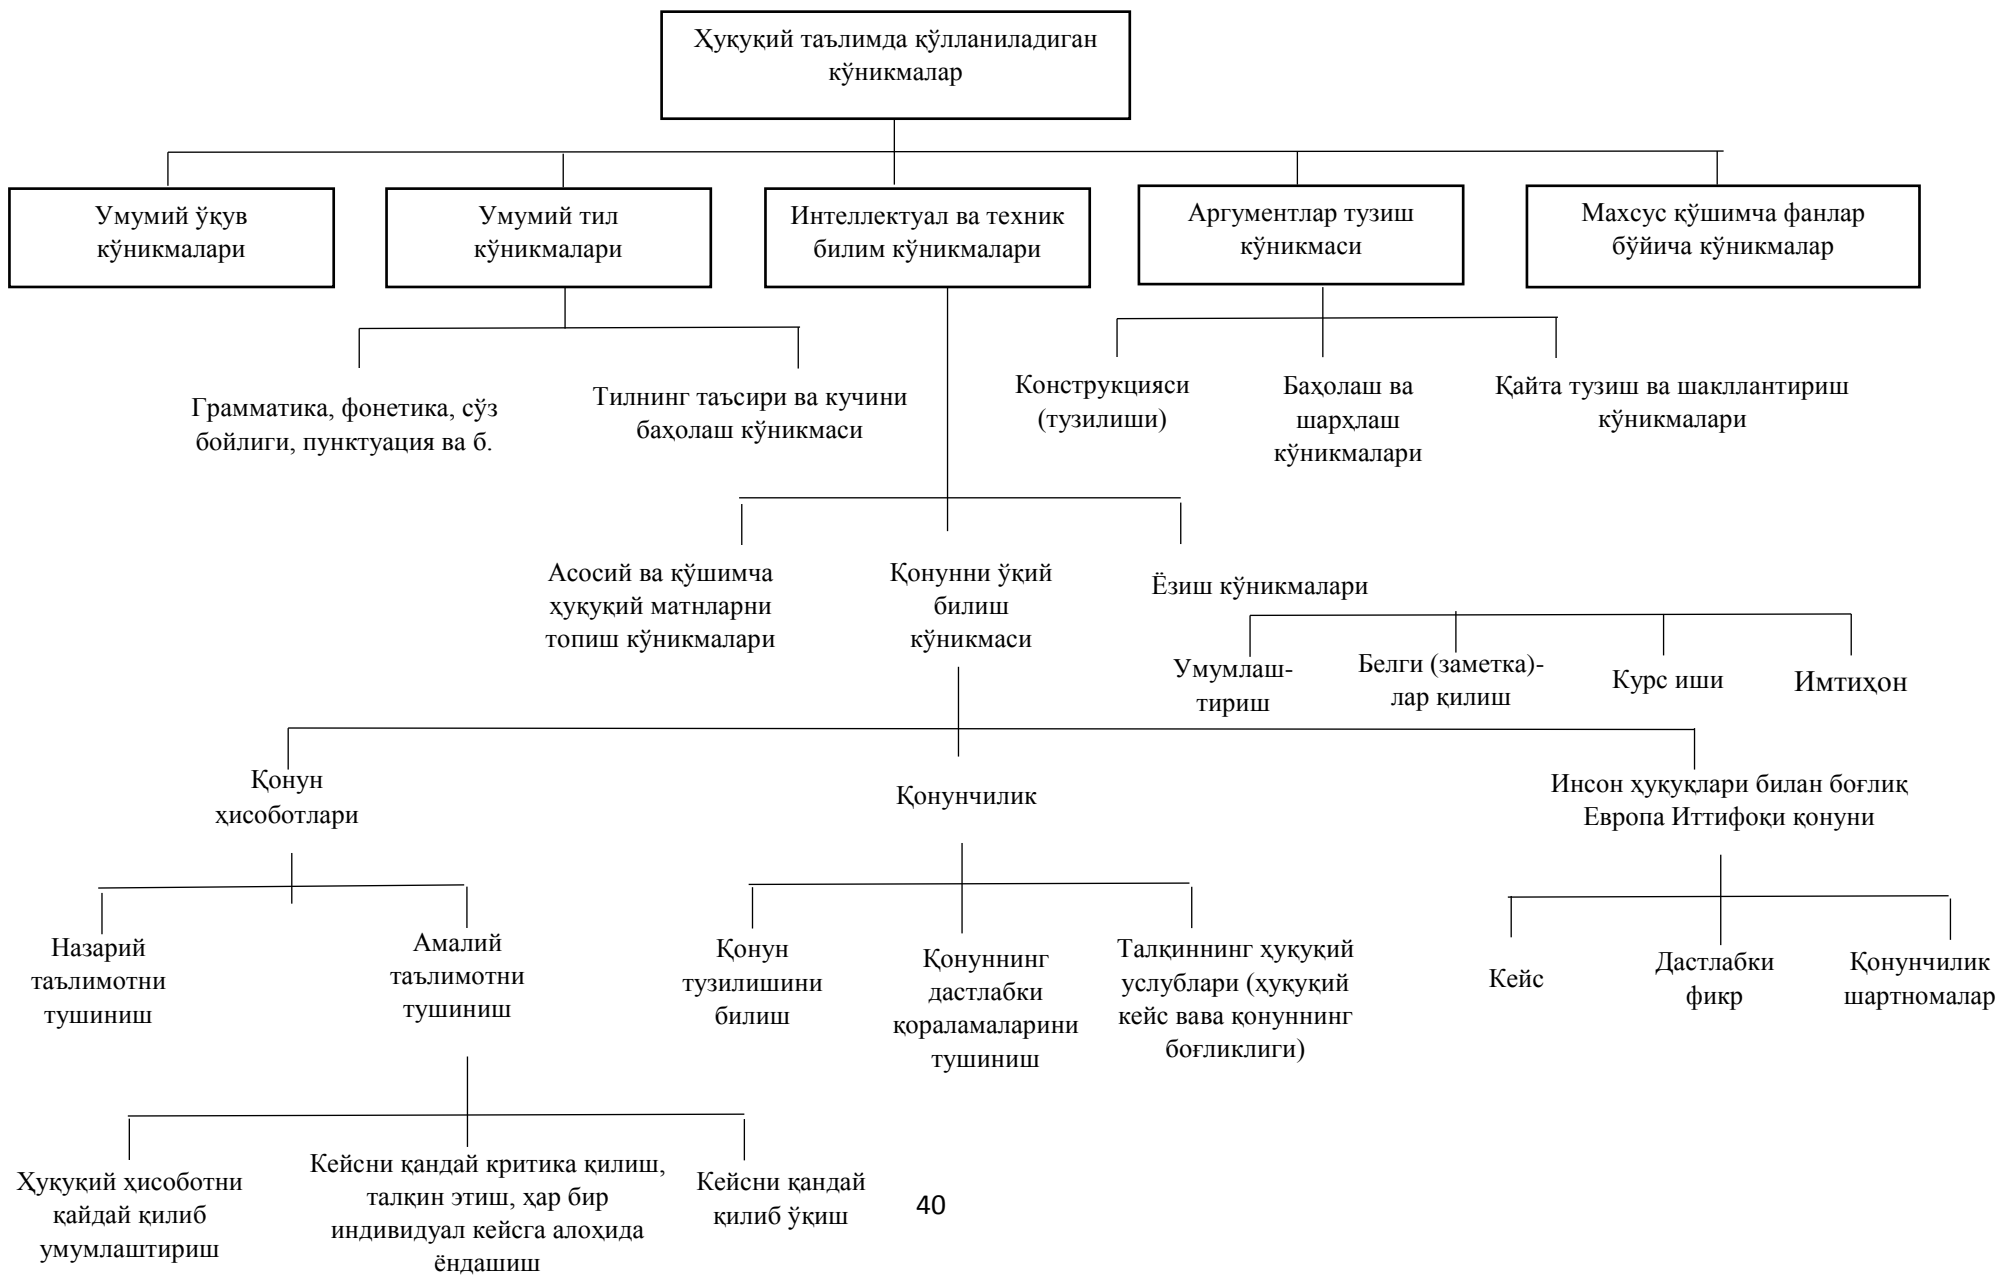 Ҳуқуқий таълимда қўлланиладиган
кўникмалар
Умумий ўқув
кўникмалари
Умумий тил
кўникмалари
Интеллектуал ва техник
билим кўникмалари
Аргументлар тузиш
кўникмаси
Махсус қўшимча фанлар
бўйича кўникмалар
Грамматика, фонетика, сўз
бойлиги, пунктуация ва б.
Тилнинг таъсири ва кучини
баҳолаш кўникмаси
Конструкцияси
(тузилиши)
Баҳолаш ва
шарҳлаш
кўникмалари
Қайта тузиш ва шакллантириш
кўникмалари
Асосий ва қўшимча
ҳуқуқий матнларни
топиш кўникмалари
Қонунни ўқий
билиш
кўникмаси
Ёзиш кўникмалари
Умумлаш-
тириш
Белги (заметка)-
лар қилиш
Курс иши
Имтиҳон
Қонун
ҳисоботлари
Қонунчилик
Инсон ҳуқуқлари билан боғлиқ
Европа Иттифоқи қонуни
Назарий
таълимотни
тушиниш
Амалий
таълимотни
тушиниш
Қонун
тузилишини
билиш
Қонуннинг
дастлабки
қораламаларини
тушиниш
Талқиннинг ҳуқуқий
услублари (ҳуқуқий
кейс вава қонуннинг
боғликлиги)
Кейс
Дастлабки
фикр
Қонунчилик
шартномалар
Ҳуқуқий ҳисоботни
қайдай қилиб
умумлаштириш
Кейсни қандай критика қилиш,
талқин этиш, ҳар бир
индивидуал кейсга алоҳида
ёндашиш
Кейсни қандай
қилиб ўқиш
40